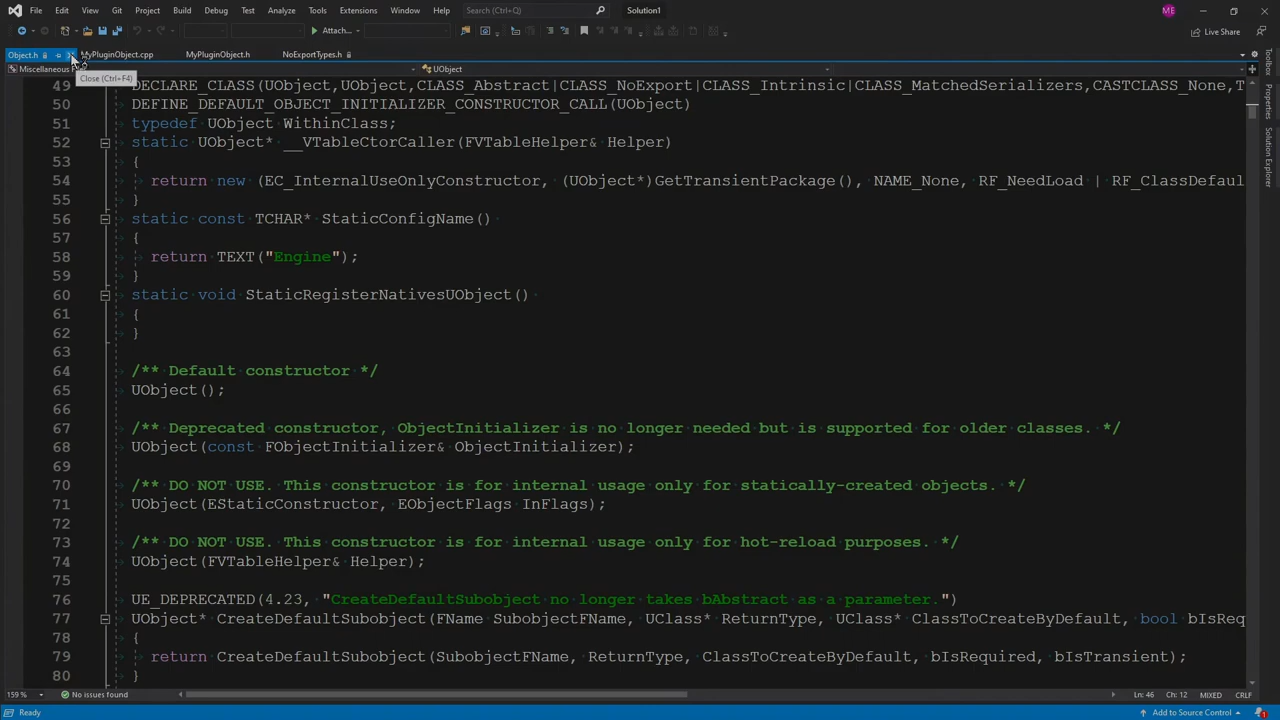 File Edit View Git Project Build Debug Test Analyze Tools Extensions Window Help Search (Ctrl+Q) Solution1 ME
Attach... Live Share
Object.h MyPluginObject.cpp MyPluginObject.h NoExportTypes.h
Miscellaneous UObject
Close (Ctrl+F4)
49 DECLARE_CLASS(UObject,UObject,CLASS_Abstract|CLASS_NoExport|CLASS_Intrinsic|CLASS_MatchedSerializers,CASTCLASS_None,T
50 DEFINE_DEFAULT_OBJECT_INITIALIZER_CONSTRUCTOR_CALL(UObject)
51 typedef UObject WithinClass;
52 static UObject* __VTableCtorCaller(FVTableHelper& Helper)
53 {
54 return new (EC_InternalUseOnlyConstructor, (UObject*)GetTransientPackage(), NAME_None, RF_NeedLoad | RF_ClassDefaul
55 }
56 static const TCHAR* StaticConfigName()
57 {
58 return TEXT("Engine");
59 }
60 static void StaticRegisterNativesUObject()
61 {
62 }
63
64 /** Default constructor */
65 UObject();
66
67 /** Deprecated constructor, ObjectInitializer is no longer needed but is supported for older classes. */
68 UObject(const FObjectInitializer& ObjectInitializer);
69
70 /** DO NOT USE. This constructor is for internal usage only for statically-created objects. */
71 UObject(EStaticConstructor, EObjectFlags InFlags);
72
73 /** DO NOT USE. This constructor is for internal usage only for hot-reload purposes. */
74 UObject(FVTableHelper& Helper);
75
76 UE_DEPRECATED(4.23, "CreateDefaultSubobject no longer takes bAbstract as a parameter.")
77 UObject* CreateDefaultSubobject(FName SubobjectFName, UClass* ReturnType, UClass* ClassToCreateByDefault, bool bIsReq
78 {
79 return CreateDefaultSubobject(SubobjectFName, ReturnType, ClassToCreateByDefault, bIsRequired, bIsTransient);
80 }
Toolbox
Properties
Solution Explorer
159 % No issues found Ln: 46 Ch: 12 MIXED CRLF
Ready Add to Source Control 1